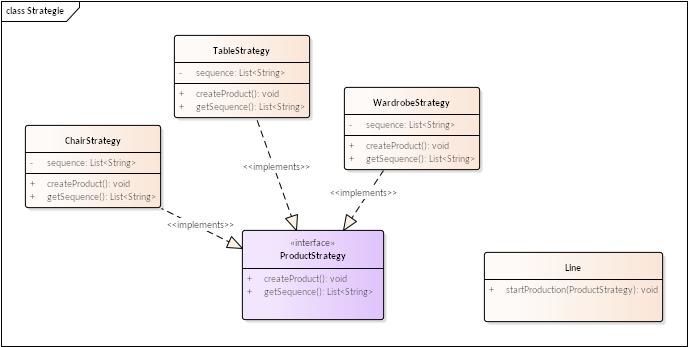 class Strategie
TableStrategy
- sequence: List<String>
+ createProduct(): void
+ getSequence(): List<String>
WardrobeStrategy
- sequence: List<String>
+ createProduct(): void
+ getSequence(): List<String>
ChairStrategy
- sequence: List<String>
+ createProduct(): void
+ getSequence(): List<String>
<<implements>>
<<implements>>
<<implements>>
«interface»
ProductStrategy
+ createProduct(): void
+ getSequence(): List<String>
Line
+ startProduction(ProductStrategy): void